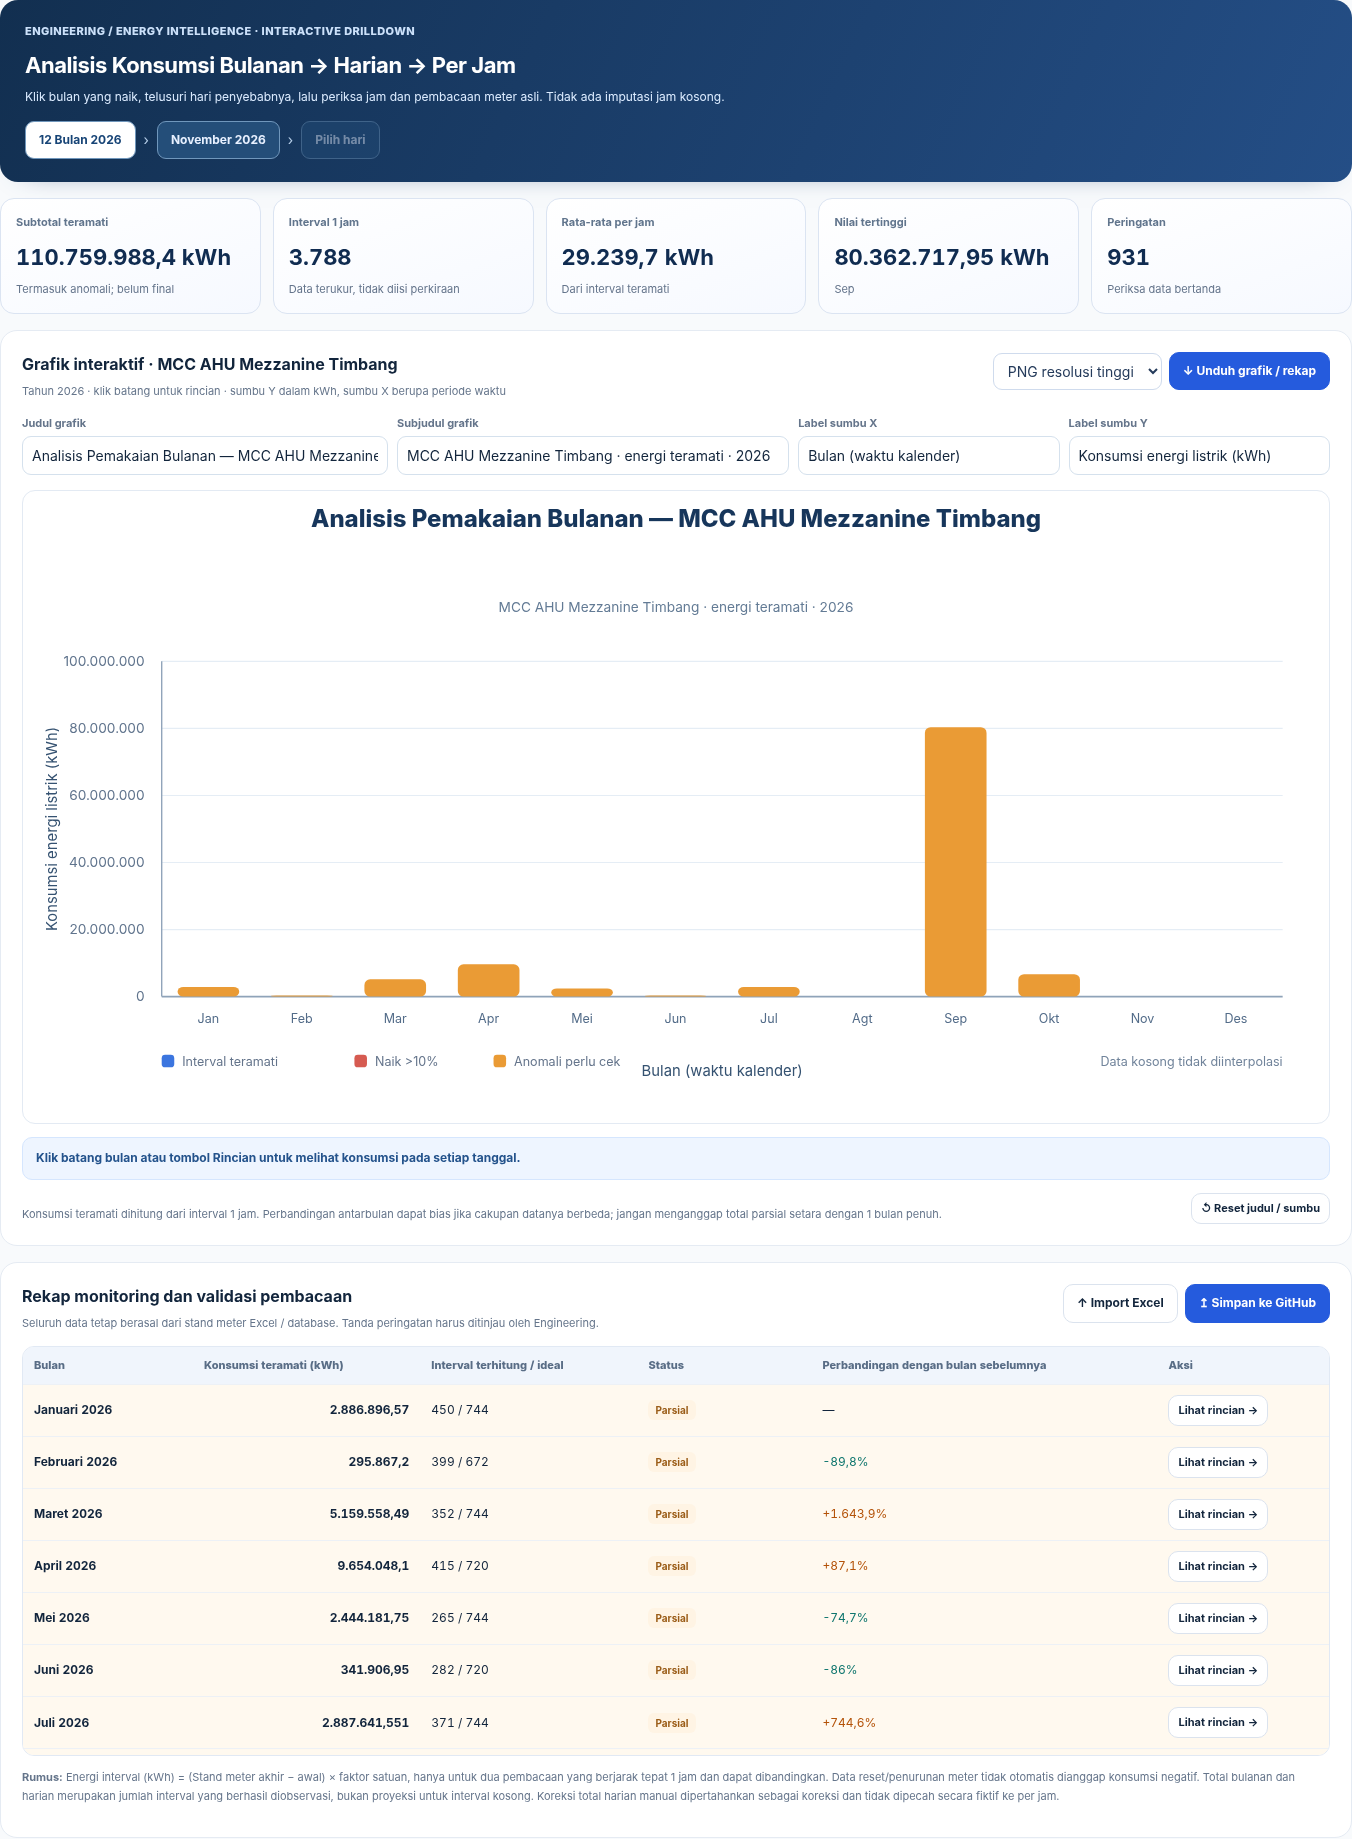 ENGINEERING / ENERGY INTELLIGENCE · INTERACTIVE DRILLDOWN
Analisis Konsumsi Bulanan → Harian → Per Jam
Klik bulan yang naik, telusuri hari penyebabnya, lalu periksa jam dan pembacaan meter asli. Tidak ada imputasi jam kosong.
12 Bulan 2026 › November 2026 › Pilih hari
Subtotal teramati
110.759.988,4 kWh
Termasuk anomali; belum final
Interval 1 jam
3.788
Data terukur, tidak diisi perkiraan
Rata-rata per jam
29.239,7 kWh
Dari interval teramati
Nilai tertinggi
80.362.717,95 kWh
Sep
Peringatan
931
Periksa data bertanda
Grafik interaktif · MCC AHU Mezzanine Timbang
Tahun 2026 · klik batang untuk rincian · sumbu Y dalam kWh, sumbu X berupa periode waktu
PNG resolusi tinggi
↓ Unduh grafik / rekap
Judul grafik
Analisis Pemakaian Bulanan — MCC AHU Mezzanine
Subjudul grafik
MCC AHU Mezzanine Timbang · energi teramati · 2026
Label sumbu X
Bulan (waktu kalender)
Label sumbu Y
Konsumsi energi listrik (kWh)
Analisis Pemakaian Bulanan — MCC AHU Mezzanine Timbang
MCC AHU Mezzanine Timbang · energi teramati · 2026
Konsumsi energi listrik (kWh)
100.000.000
80.000.000
60.000.000
40.000.000
20.000.000
0
Jan Feb Mar Apr Mei Jun Jul Agt Sep Okt Nov Des
Interval teramati Naik >10% Anomali perlu cek
Bulan (waktu kalender)
Data kosong tidak diinterpolasi
Klik batang bulan atau tombol Rincian untuk melihat konsumsi pada setiap tanggal.
Konsumsi teramati dihitung dari interval 1 jam. Perbandingan antarbulan dapat bias jika cakupan datanya berbeda; jangan menganggap total parsial setara dengan 1 bulan penuh.
↺ Reset judul / sumbu
Rekap monitoring dan validasi pembacaan
Seluruh data tetap berasal dari stand meter Excel / database. Tanda peringatan harus ditinjau oleh Engineering.
↑ Import Excel
↥ Simpan ke GitHub
Bulan Konsumsi teramati (kWh) Interval terhitung / ideal Status Perbandingan dengan bulan sebelumnya Aksi
Januari 2026 2.886.896,57 450 / 744 Parsial — Lihat rincian →
Februari 2026 295.867,2 399 / 672 Parsial -89,8% Lihat rincian →
Maret 2026 5.159.558,49 352 / 744 Parsial +1.643,9% Lihat rincian →
April 2026 9.654.048,1 415 / 720 Parsial +87,1% Lihat rincian →
Mei 2026 2.444.181,75 265 / 744 Parsial -74,7% Lihat rincian →
Juni 2026 341.906,95 282 / 720 Parsial -86% Lihat rincian →
Juli 2026 2.887.641,551 371 / 744 Parsial +744,6% Lihat rincian →
Rumus: Energi interval (kWh) = (Stand meter akhir − awal) × faktor satuan, hanya untuk dua pembacaan yang berjarak tepat 1 jam dan dapat dibandingkan. Data reset/penurunan meter tidak otomatis dianggap konsumsi negatif. Total bulanan dan
harian merupakan jumlah interval yang berhasil diobservasi, bukan proyeksi untuk interval kosong. Koreksi total harian manual dipertahankan sebagai koreksi dan tidak dipecah secara fiktif ke per jam.